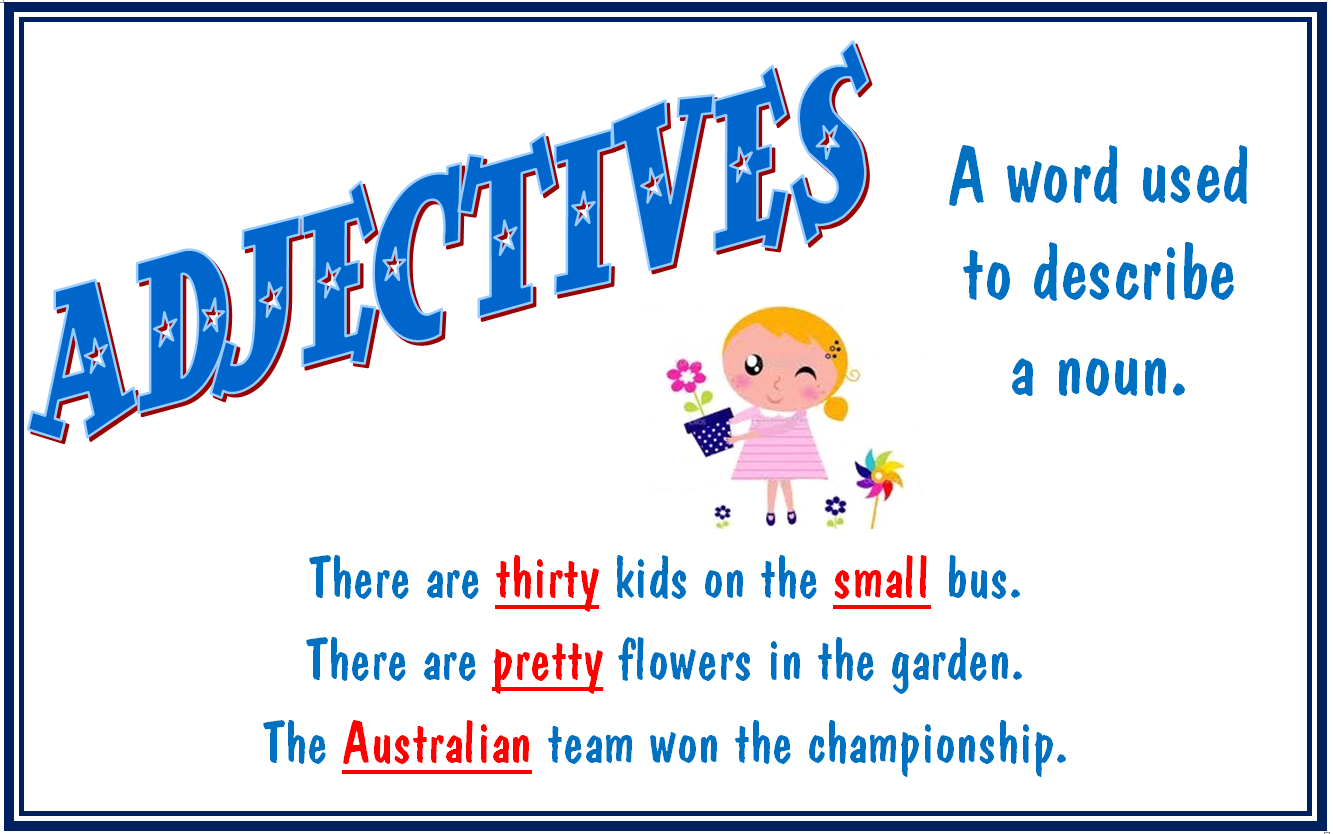 ADJECTIVES
A word used
to describe
a noun.
There are thirty kids on the small bus.
There are pretty flowers in the garden.
The Australian team won the championship.